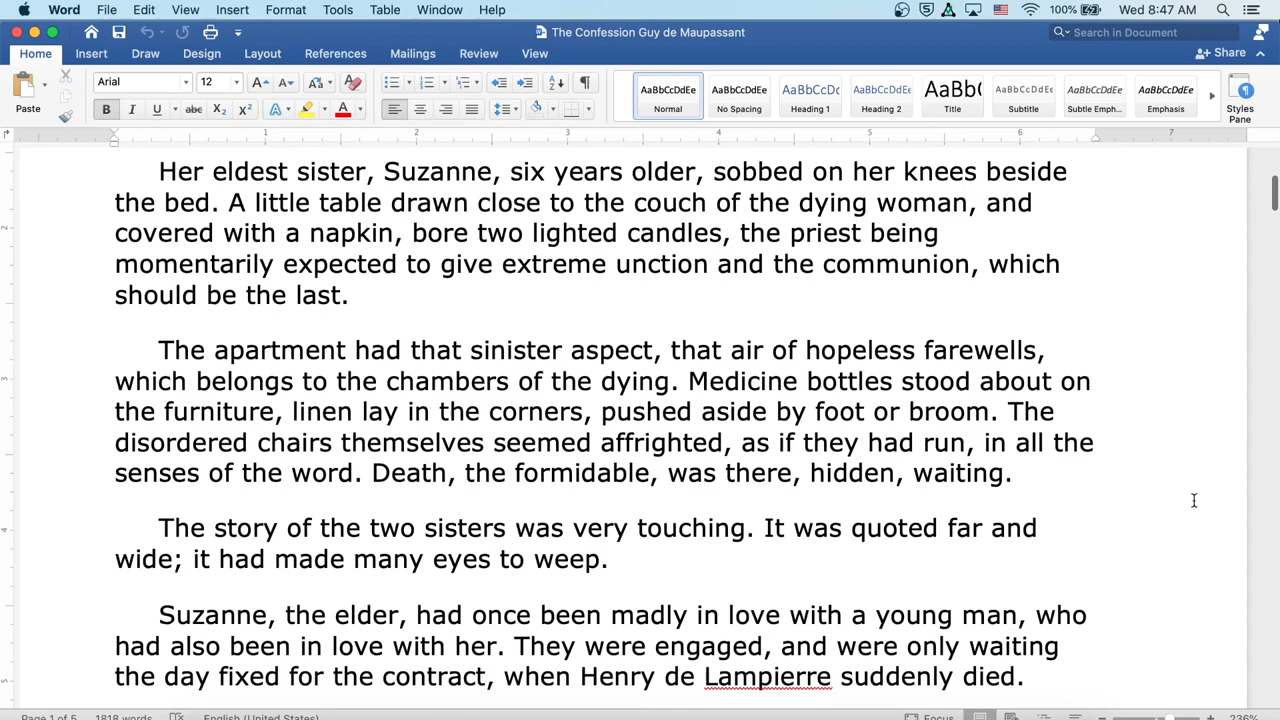 Word File Edit View Insert Format Tools Table Window Help 100% Wed 8:47 AM
The Confession Guy de Maupassant Search in Document
Home Insert Draw Design Layout References Mailings Review View Share
Paste Arial 12 AaBbCcDdEe AaBbCcDdEe AaBbCcDc AaBbCcDdEe AaBbC AaBbCcDdEe AaBbCcDdEe AaBbCcDdEe
Normal No Spacing Heading 1 Heading 2 Title Subtitle Subtle Emph... Emphasis Styles Pane
1 2 3 4 5 6 7
Her eldest sister, Suzanne, six years older, sobbed on her knees beside
the bed. A little table drawn close to the couch of the dying woman, and
covered with a napkin, bore two lighted candles, the priest being
momentarily expected to give extreme unction and the communion, which
should be the last.
The apartment had that sinister aspect, that air of hopeless farewells,
which belongs to the chambers of the dying. Medicine bottles stood about on
the furniture, linen lay in the corners, pushed aside by foot or broom. The
disordered chairs themselves seemed affrighted, as if they had run, in all the
senses of the word. Death, the formidable, was there, hidden, waiting.
The story of the two sisters was very touching. It was quoted far and
wide; it had made many eyes to weep.
Suzanne, the elder, had once been madly in love with a young man, who
had also been in love with her. They were engaged, and were only waiting
the day fixed for the contract, when Henry de Lampierre suddenly died.
Page 1 of 5 1818 words English (United States) Focus 236%